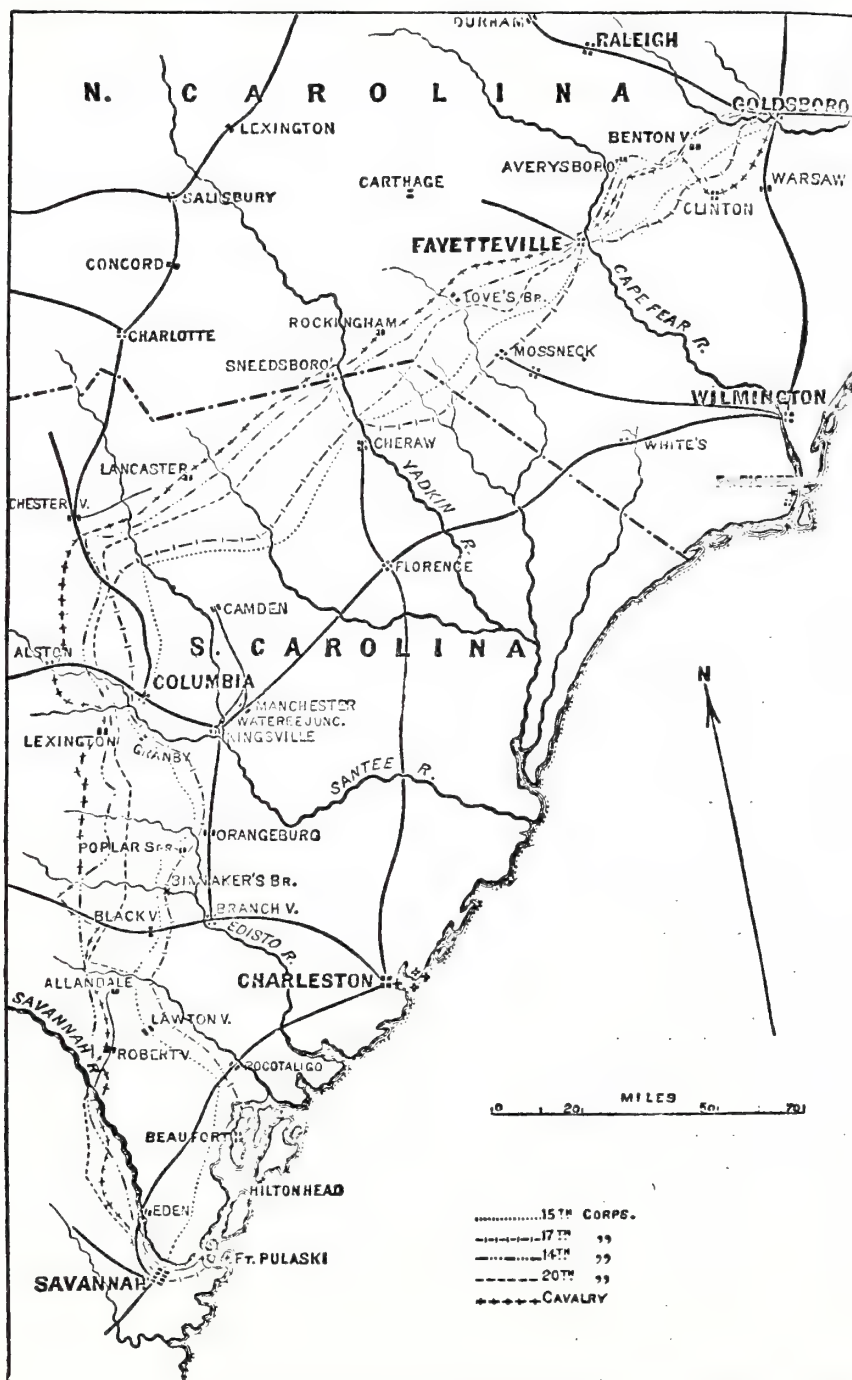 DURHAM
RALEIGH
N. CAROLINA
GOLDSBORO
LEXINGTON
BENTON V.
AVERYSBORO
CARTHAGE
WARSAW
SALISBURY
CLINTON
FAYETTEVILLE
CONCORD
CAPE FEAR R.
LOVE'S BR.
ROCKINGHAM
CHARLOTTE
MOSSNECK
SNEEDSBORO
WILMINGTON
CHERAW
WHITE'S
LANCASTER
YADKIN R.
CHESTER V.
FLORENCE
CAMDEN
S. CAROLINA
ALSTON
COLUMBIA
N
MANCHESTER
WATEREE JUNC.
KINGSVILLE
LEXINGTON
GRANBY
SANTEE R.
ORANGEBURG
POPLAR SPR.
BINNAKER'S BR.
BLACK V.
BRANCH V.
EDISTO R.
CHARLESTON
ALLANDALE
SAVANNAH R.
LAWTON V.
ROBERT V.
POCOTALIGO
MILES
0 20 50 70
BEAUFORT
HILTON HEAD
EDEN
15TH CORPS.
17TH „
FT. PULASKI
14TH „
SAVANNAH
20TH „
CAVALRY